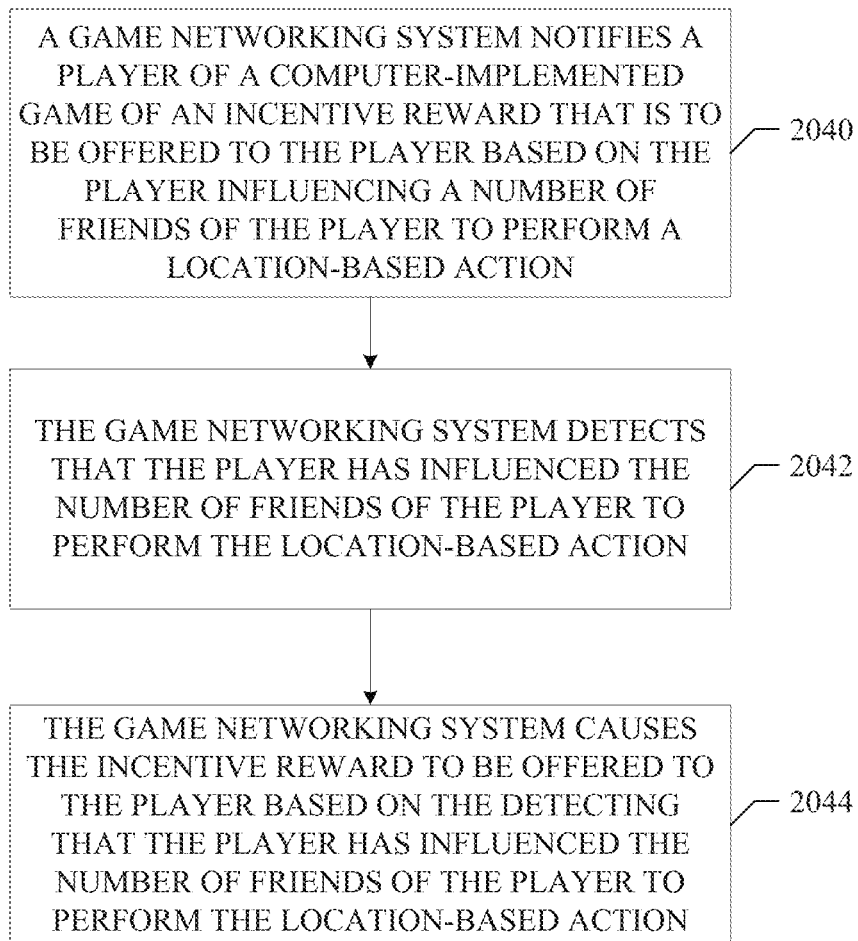 A GAME NETWORKING SYSTEM NOTIFIES A
PLAYER OF A COMPUTER-IMPLEMENTED
GAME OF AN INCENTIVE REWARD THAT IS TO
BE OFFERED TO THE PLAYER BASED ON THE
PLAYER INFLUENCING A NUMBER OF
FRIENDS OF THE PLAYER TO PERFORM A
LOCATION-BASED ACTION
2040
THE GAME NETWORKING SYSTEM DETECTS
THAT THE PLAYER HAS INFLUENCED THE
NUMBER OF FRIENDS OF THE PLAYER TO
PERFORM THE LOCATION-BASED ACTION
2042
THE GAME NETWORKING SYSTEM CAUSES
THE INCENTIVE REWARD TO BE OFFERED TO
THE PLAYER BASED ON THE DETECTING
THAT THE PLAYER HAS INFLUENCED THE
NUMBER OF FRIENDS OF THE PLAYER TO
PERFORM THE LOCATION-BASED ACTION
2044